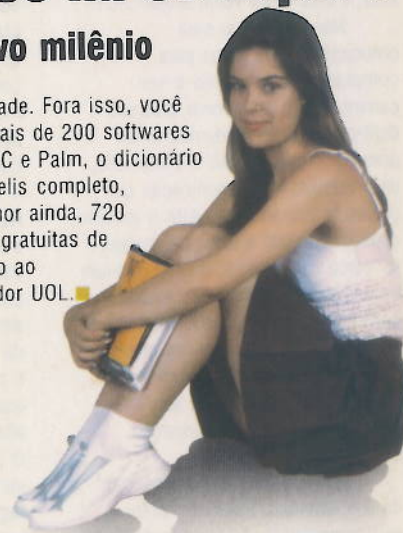 vo milênio
ade. Fora isso, você
ais de 200 softwares
C e Palm, o dicionário
elis completo,
or ainda, 720
gratuitas de
o ao
dor UOL.